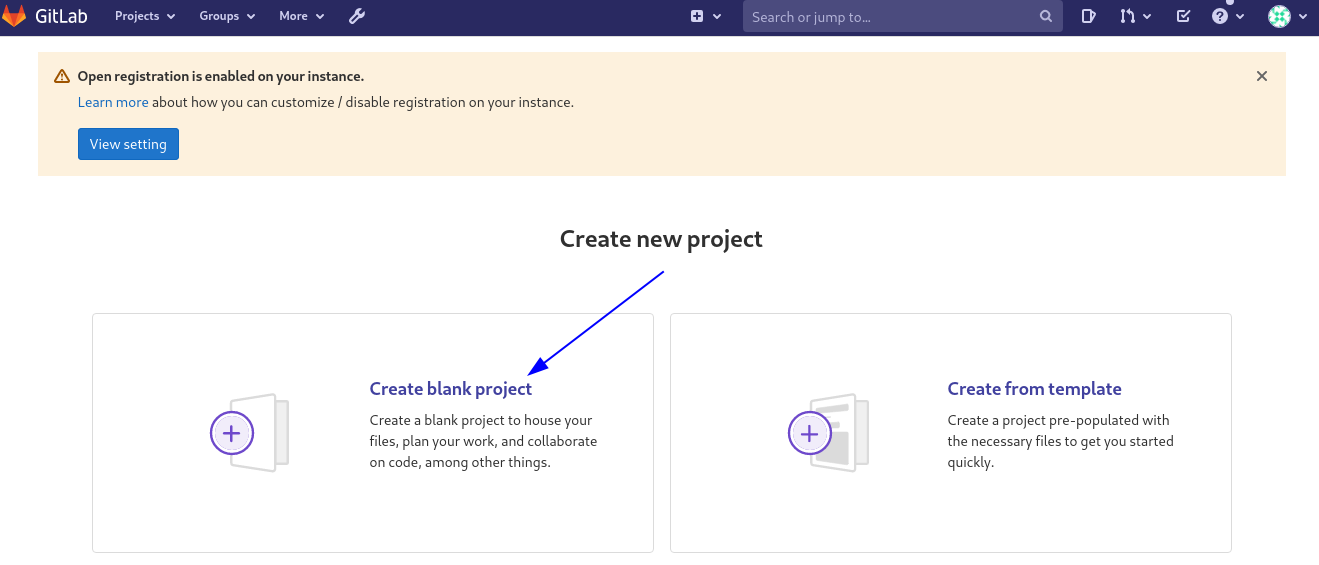 GitLab Projects Groups More Search or jump to...
Open registration is enabled on your instance.
Learn more about how you can customize / disable registration on your instance.
View setting
Create new project
Create blank project
Create a blank project to house your
files, plan your work, and collaborate
on code, among other things.
Create from template
Create a project pre-populated with
the necessary files to get you started
quickly.